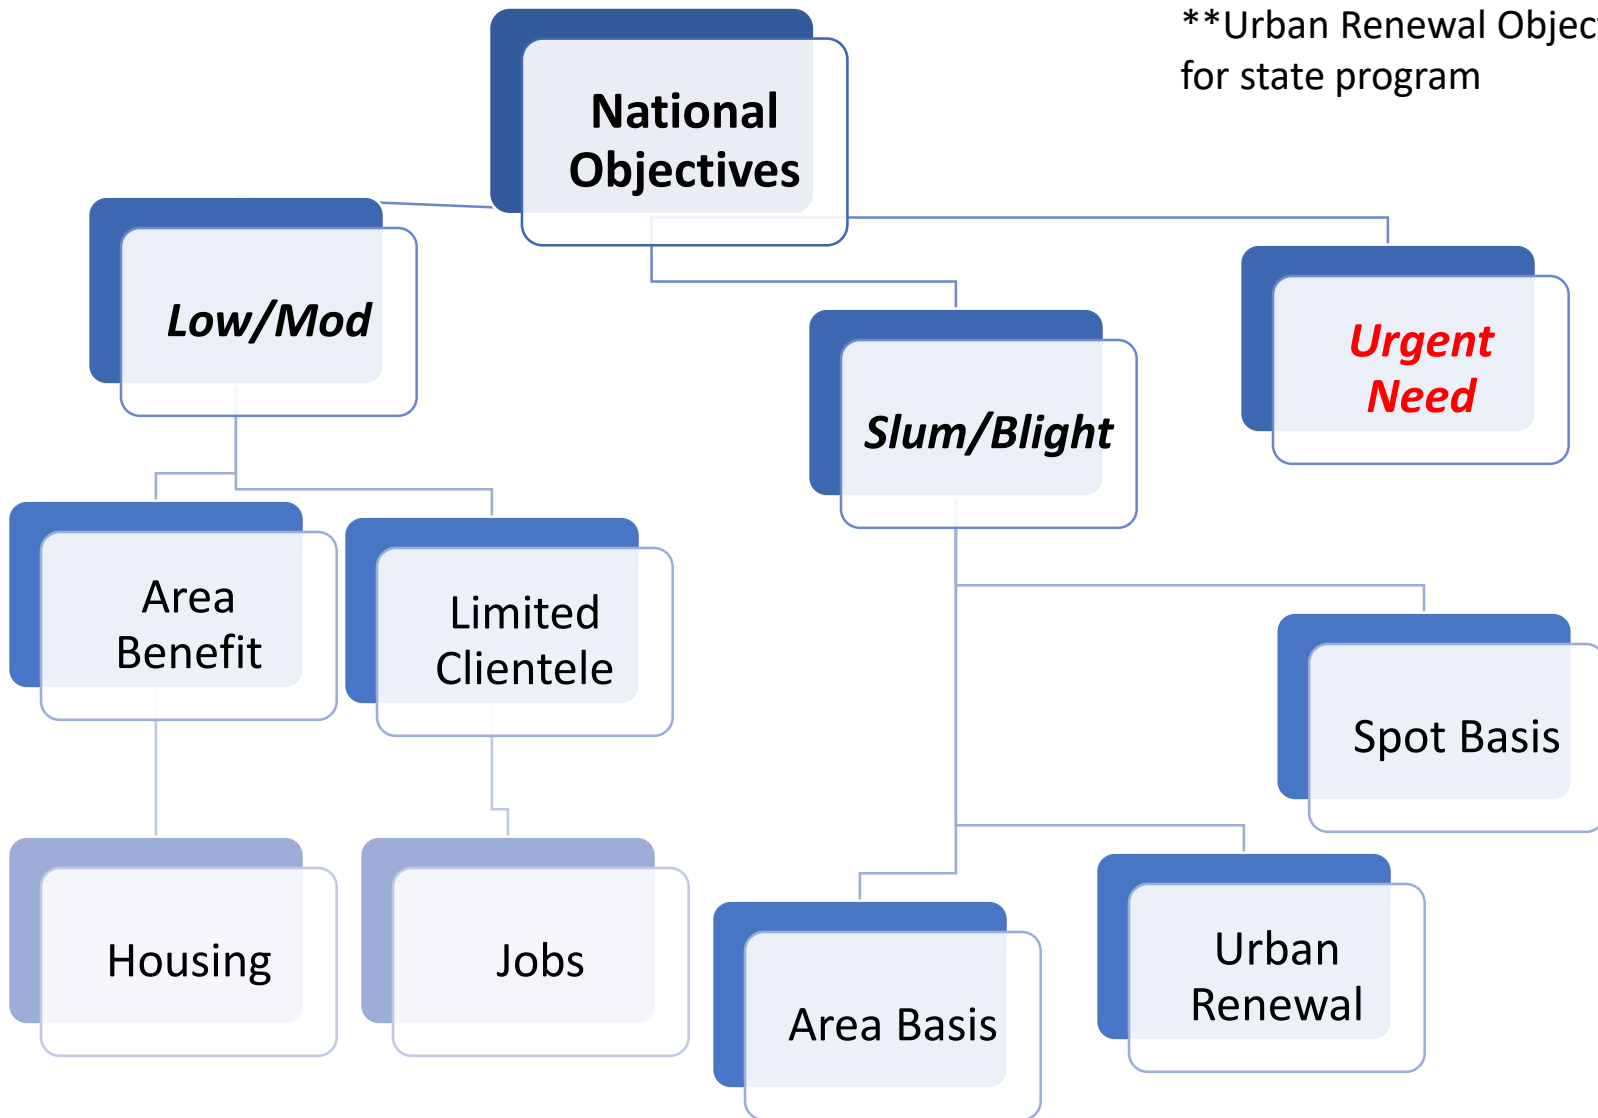 **Urban Renewal Objec
for state program
National
Objectives
Low/Mod
Slum/Blight
Urgent
Need
Area
Benefit
Limited
Clientele
Spot Basis
Housing
Jobs
Area Basis
Urban
Renewal